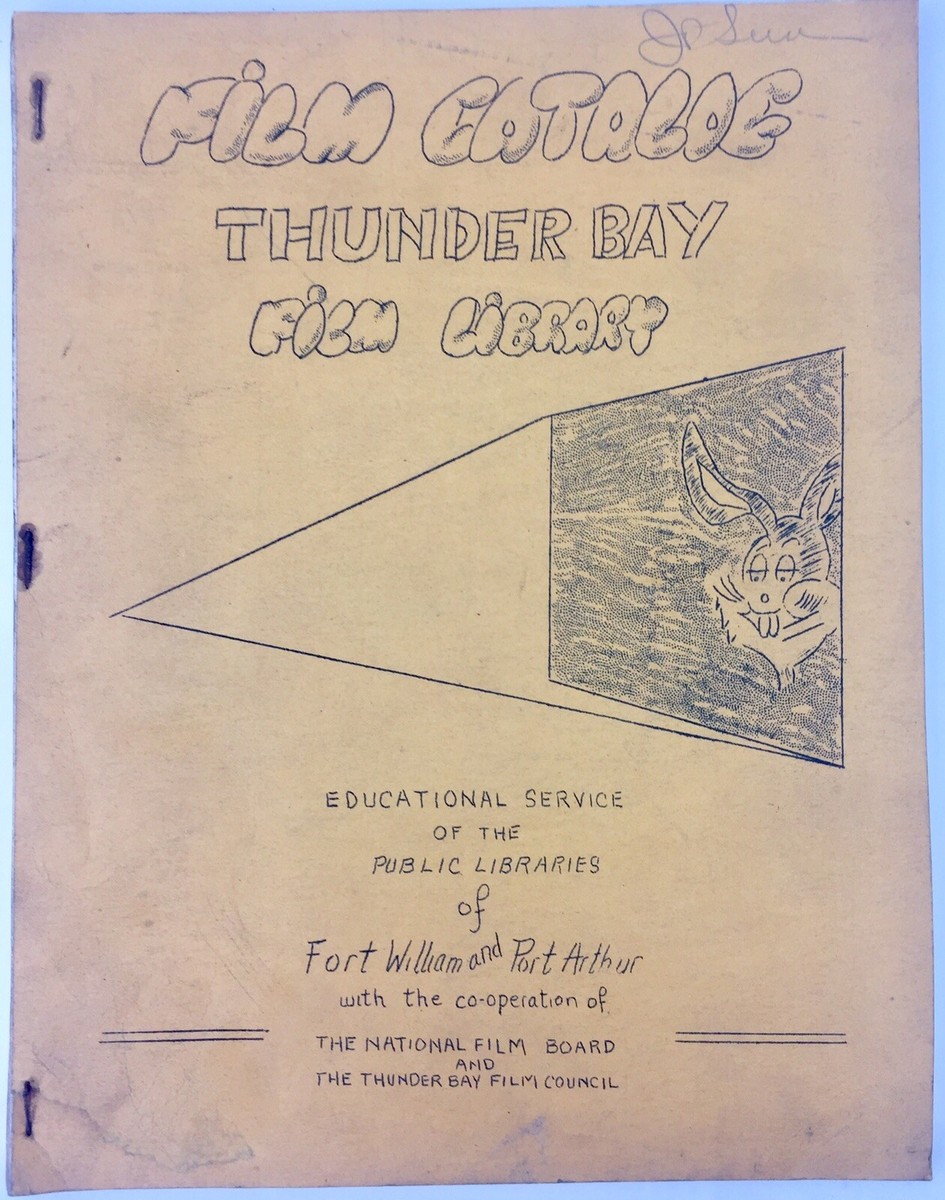 FiLM CATALOG
THUNDER BAY
FiLM LiBRARY
EDUCATIONAL SERVICE
OF THE
PUBLIC LIBRARIES
of
Fort William and Port Arthur
with the co-operation of
THE NATIONAL FILM BOARD
AND
THE THUNDER BAY FILM COUNCIL